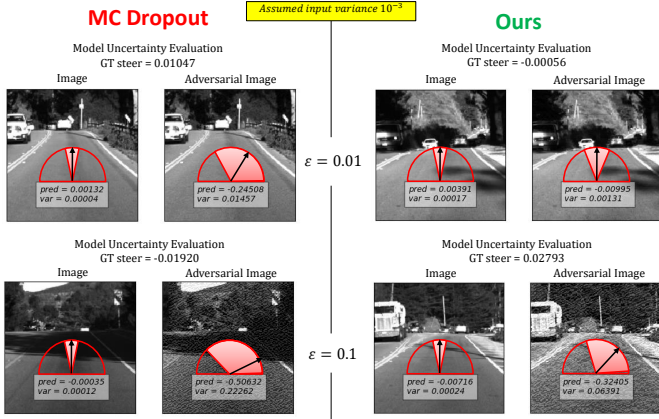 MC Dropout
Assumed input variance 10⁻³
Ours
Model Uncertainty Evaluation
GT steer = 0.01047
Image
Adversarial Image
pred = 0.00132
var = 0.00004
pred = -0.24508
var = 0.01457
ε = 0.01
Model Uncertainty Evaluation
GT steer = -0.00056
Image
Adversarial Image
pred = 0.00391
var = 0.00017
pred = -0.00995
var = 0.00131
Model Uncertainty Evaluation
GT steer = -0.01920
Image
Adversarial Image
pred = -0.00035
var = 0.00012
pred = -0.50632
var = 0.22262
ε = 0.1
Model Uncertainty Evaluation
GT steer = 0.02793
Image
Adversarial Image
pred = -0.00716
var = 0.00024
pred = -0.32405
var = 0.06391